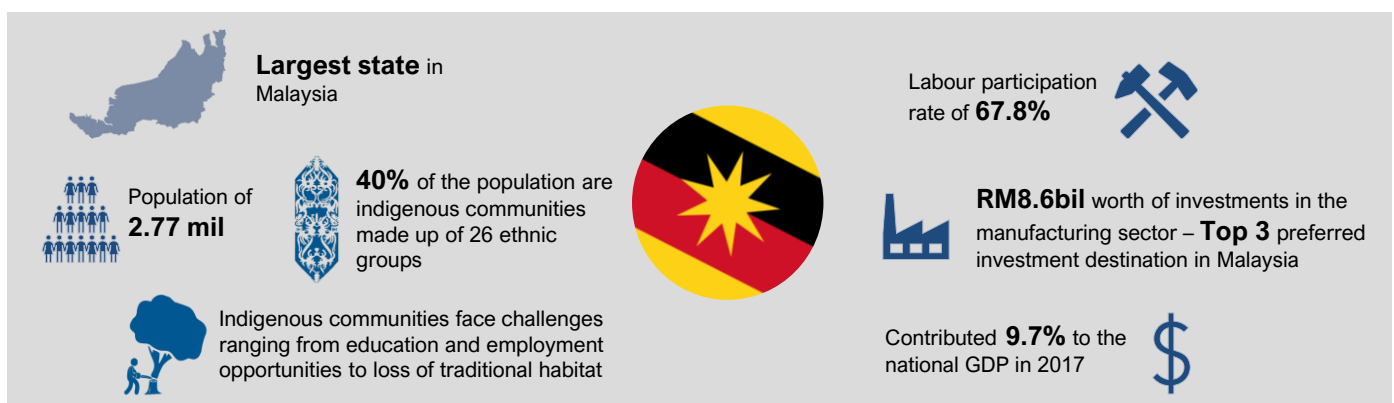 Largest state in
Malaysia
Population of
2.77 mil
40% of the population are
indigenous communities
made up of 26 ethnic
groups
Indigenous communities face challenges
ranging from education and employment
opportunities to loss of traditional habitat
Labour participation
rate of 67.8%
RM8.6bil worth of investments in the
manufacturing sector – Top 3 preferred
investment destination in Malaysia
Contributed 9.7% to the
national GDP in 2017